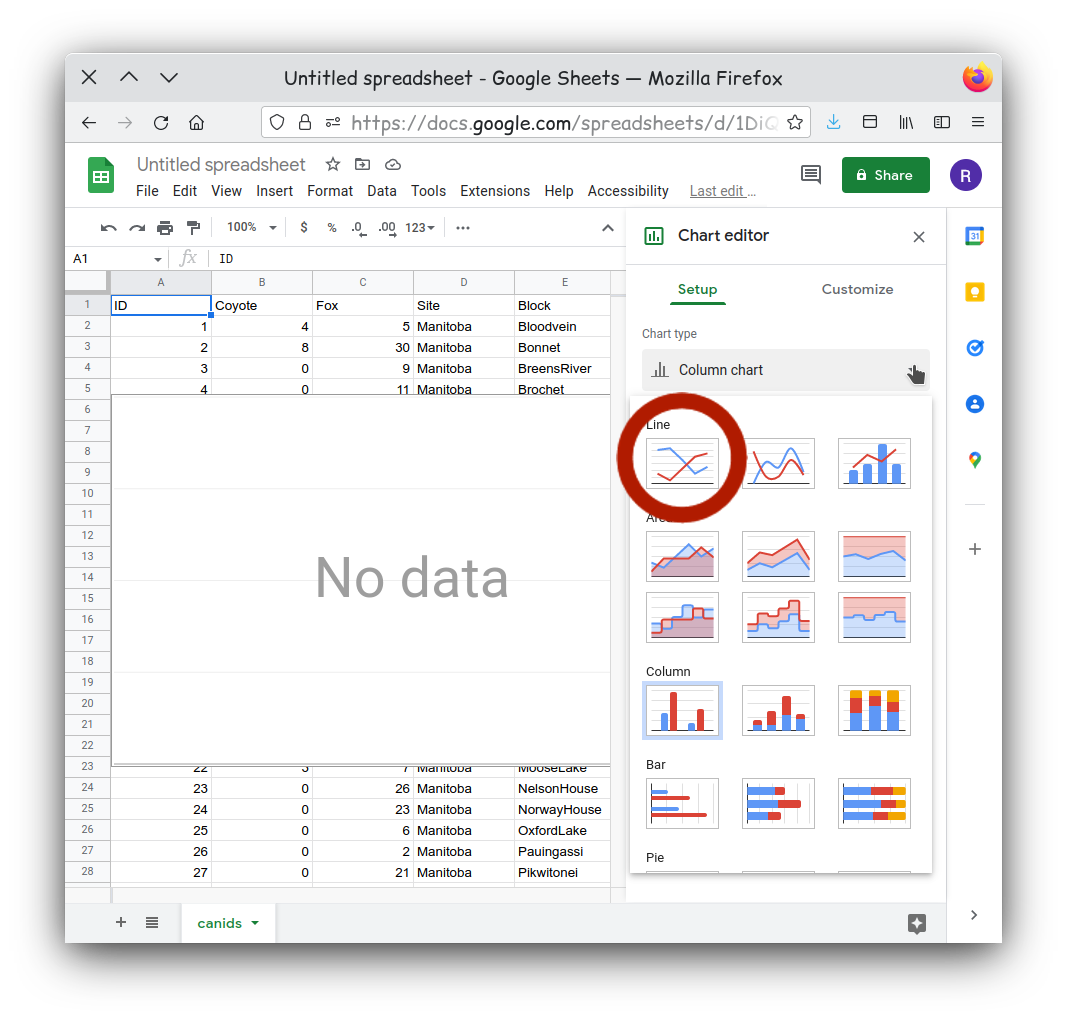 Untitled spreadsheet - Google Sheets — Mozilla Firefox
https://docs.google.com/spreadsheets/d/1DiQ
Untitled spreadsheet
File Edit View Insert Format Data Tools Extensions Help Accessibility Last edit ...
Share
R
100% $ % .0 .00 123
A1 fx ID
A B C D E
1 ID Coyote Fox Site Block
2 1 4 5 Manitoba Bloodvein
3 2 8 30 Manitoba Bonnet
4 3 0 9 Manitoba BreensRiver
5 4 0 11 Manitoba Brochet
6
7
8
9
10
11
12
13
14
15
16
17
18
19
20
21
22
No data
23 22 3 7 Manitoba MooseLake
24 23 0 26 Manitoba NelsonHouse
25 24 0 23 Manitoba NorwayHouse
26 25 0 6 Manitoba OxfordLake
27 26 0 2 Manitoba Pauingassi
28 27 0 21 Manitoba Pikwitonei
canids
Chart editor
Setup Customize
Chart type
Column chart
Line
Area
Column
Bar
Pie
31